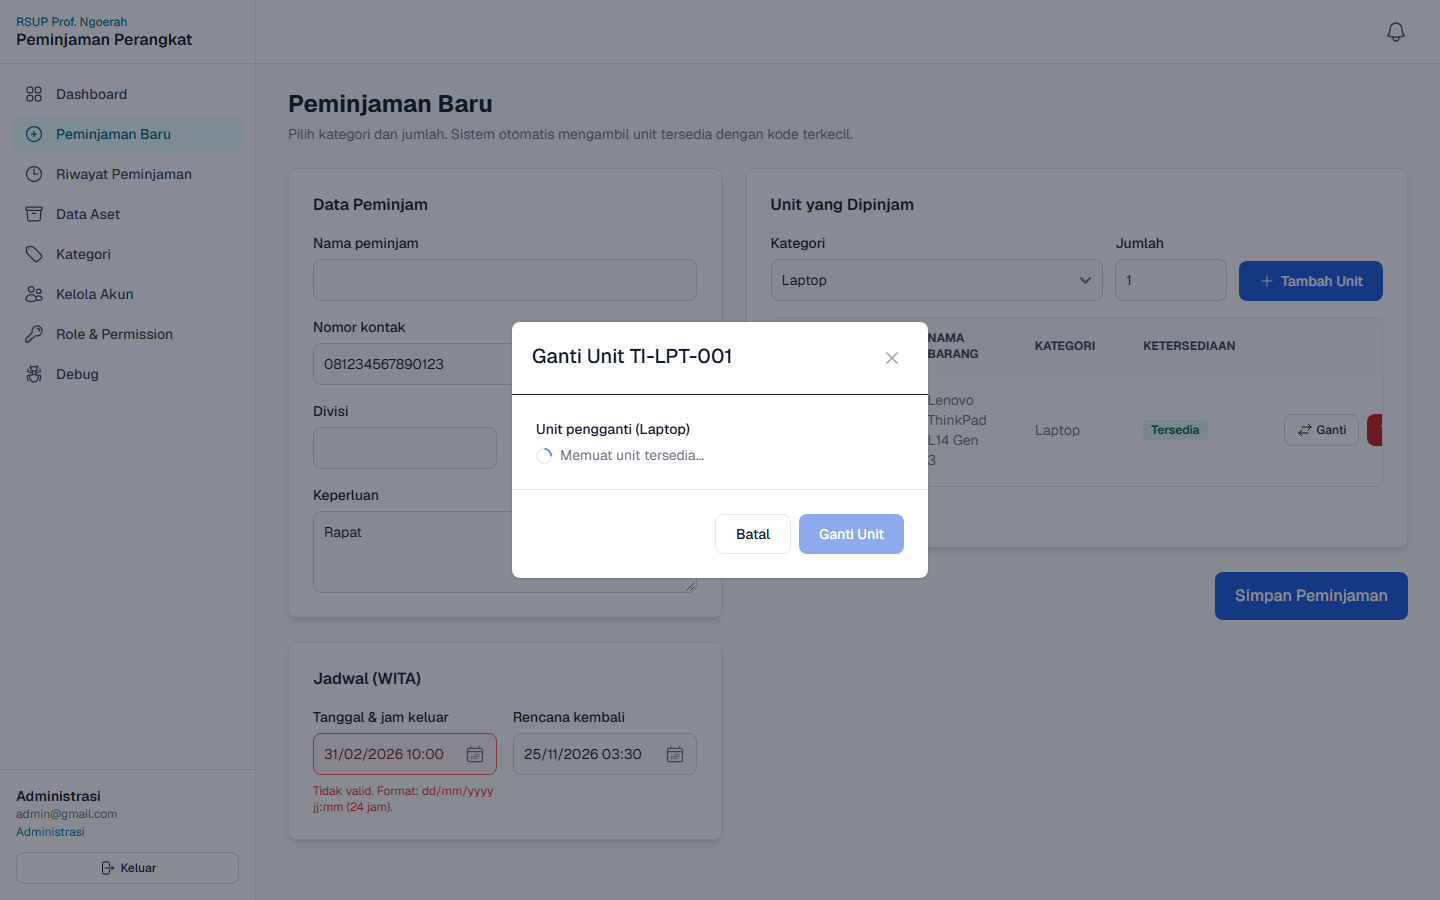 RSUP Prof. Ngoerah
Peminjaman Perangkat
Dashboard
Peminjaman Baru
Riwayat Peminjaman
Data Aset
Kategori
Kelola Akun
Role & Permission
Debug
Administrasi
admin@gmail.com
Administrasi
Keluar
Peminjaman Baru
Pilih kategori dan jumlah. Sistem otomatis mengambil unit tersedia dengan kode terkecil.
Data Peminjam
Nama peminjam
Nomor kontak
081234567890123
Divisi
Keperluan
Rapat
Jadwal (WITA)
Tanggal & jam keluar
Rencana kembali
31/02/2026 10:00
25/11/2026 03:30
Tidak valid. Format: dd/mm/yyyy
jj:mm (24 jam).
Unit yang Dipinjam
Kategori
Jumlah
Laptop
1
Tambah Unit
NAMA
BARANG
KATEGORI
KETERSEDIAAN
Lenovo
ThinkPad
L14 Gen
3
Laptop
Tersedia
Ganti
Simpan Peminjaman
Ganti Unit TI-LPT-001
Unit pengganti (Laptop)
Memuat unit tersedia...
Batal
Ganti Unit